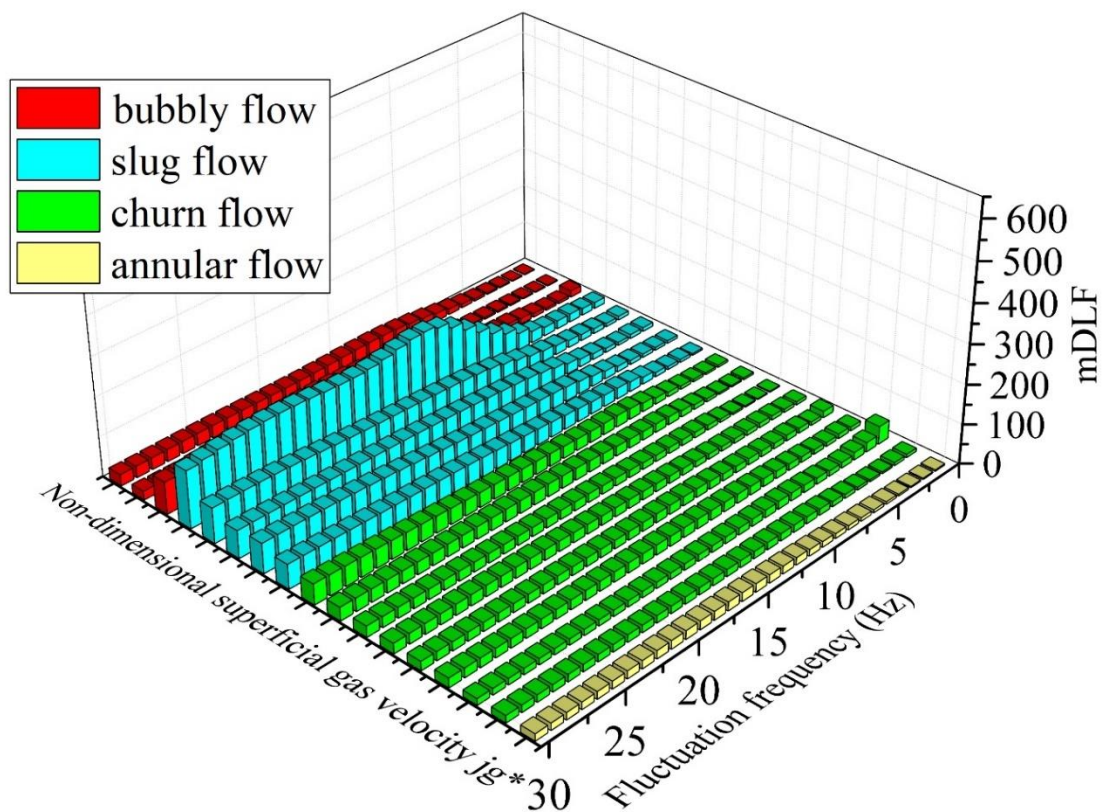 bubbly flow
slug flow
churn flow
annular flow
600
500
400
300
200
100
0
mDLF
0
5
10
15
20
25
30
Fluctuation frequency (Hz)
Non-dimensional superficial gas velocity jg*